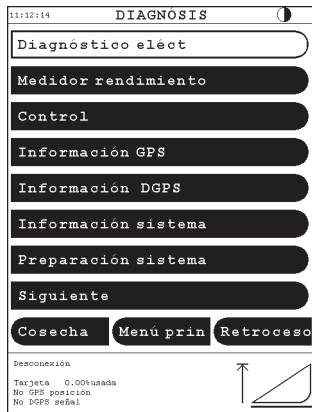 11:12:14 DIAGNÓSIS
Diagnóstico eléct
Medidor rendimiento
Control
Información GPS
Información DGPS
Información sistema
Preparación sistema
Siguiente
Cosecha Menú prin Retroceso
Desconexión
Tarjeta 0.00%usada
No GPS posición
No DGPS señal